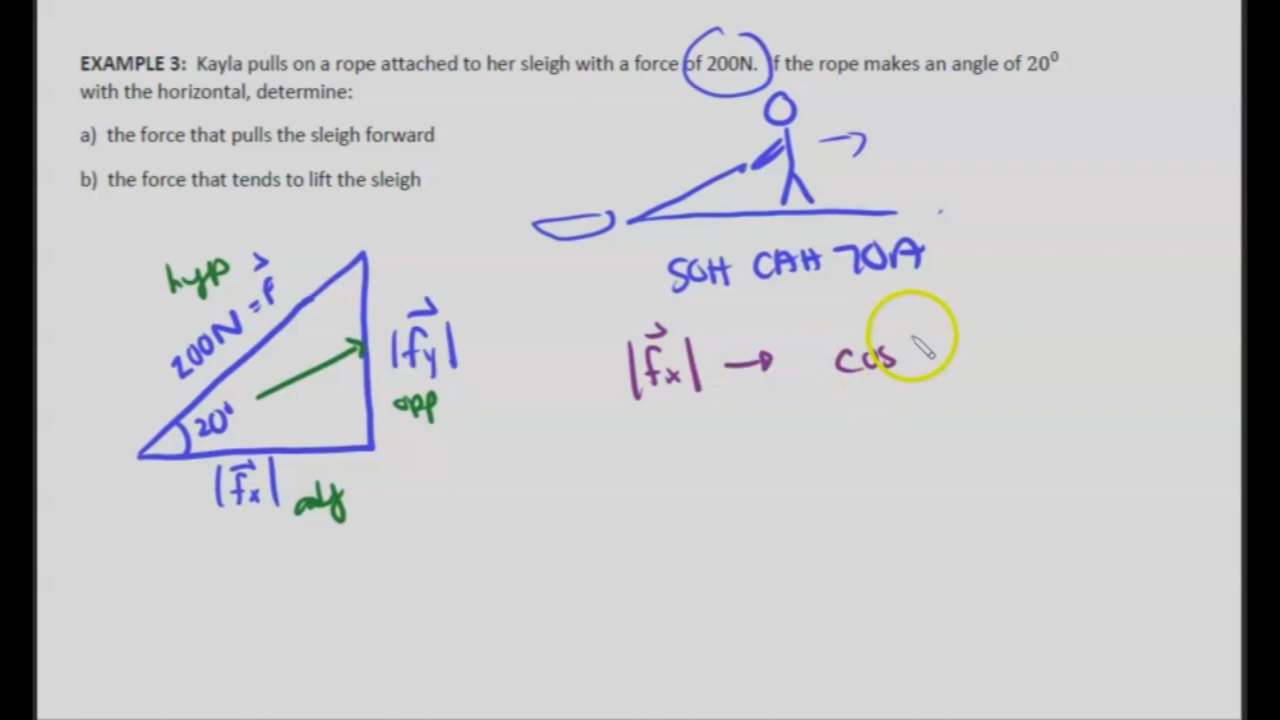 EXAMPLE 3: Kayla pulls on a rope attached to her sleigh with a force of 200N. If the rope makes an angle of 20⁰
with the horizontal, determine:
a) the force that pulls the sleigh forward
b) the force that tends to lift the sleigh
SOH CAH TOA
hyp
200N = f⃗
|f⃗y|
opp
20°
|f⃗x| adj
|f⃗x| → cos